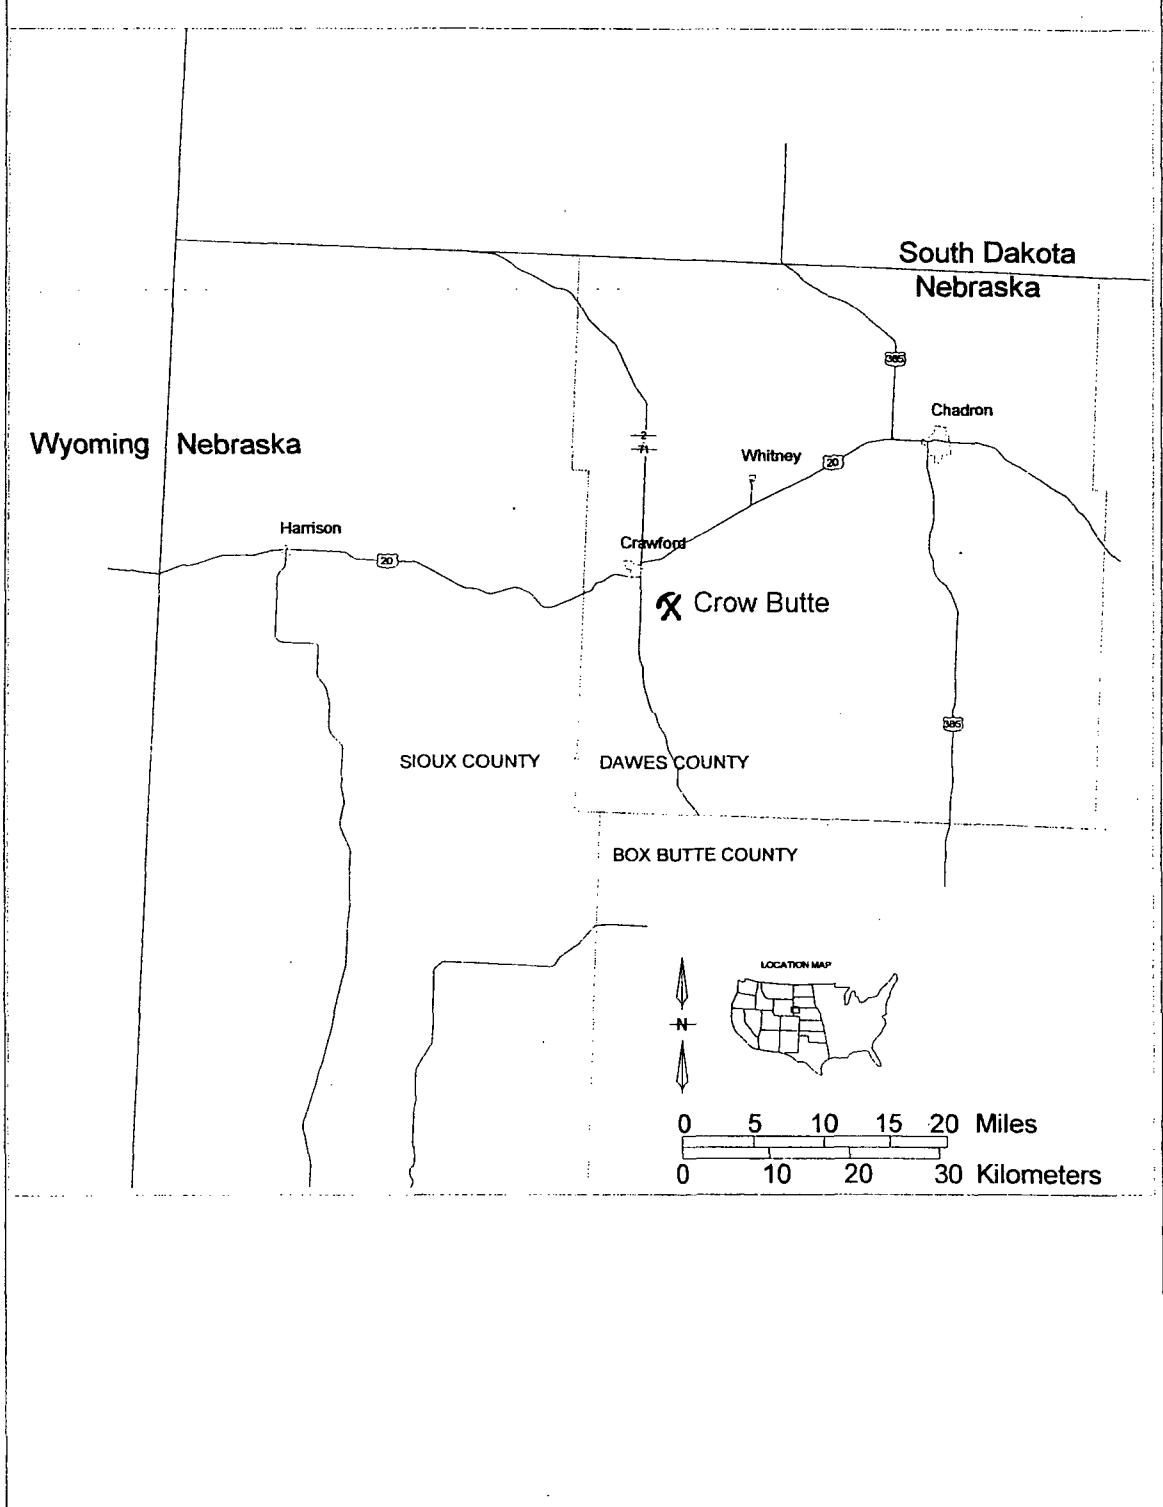 South Dakota
Nebraska
385
Chadron
Wyoming
Nebraska
2
71
Whitney
20
Harrison
20
Crawford
Crow Butte
385
SIOUX COUNTY
DAWES COUNTY
BOX BUTTE COUNTY
LOCATION MAP
N
0 5 10 15 20 Miles
0 10 20 30 Kilometers